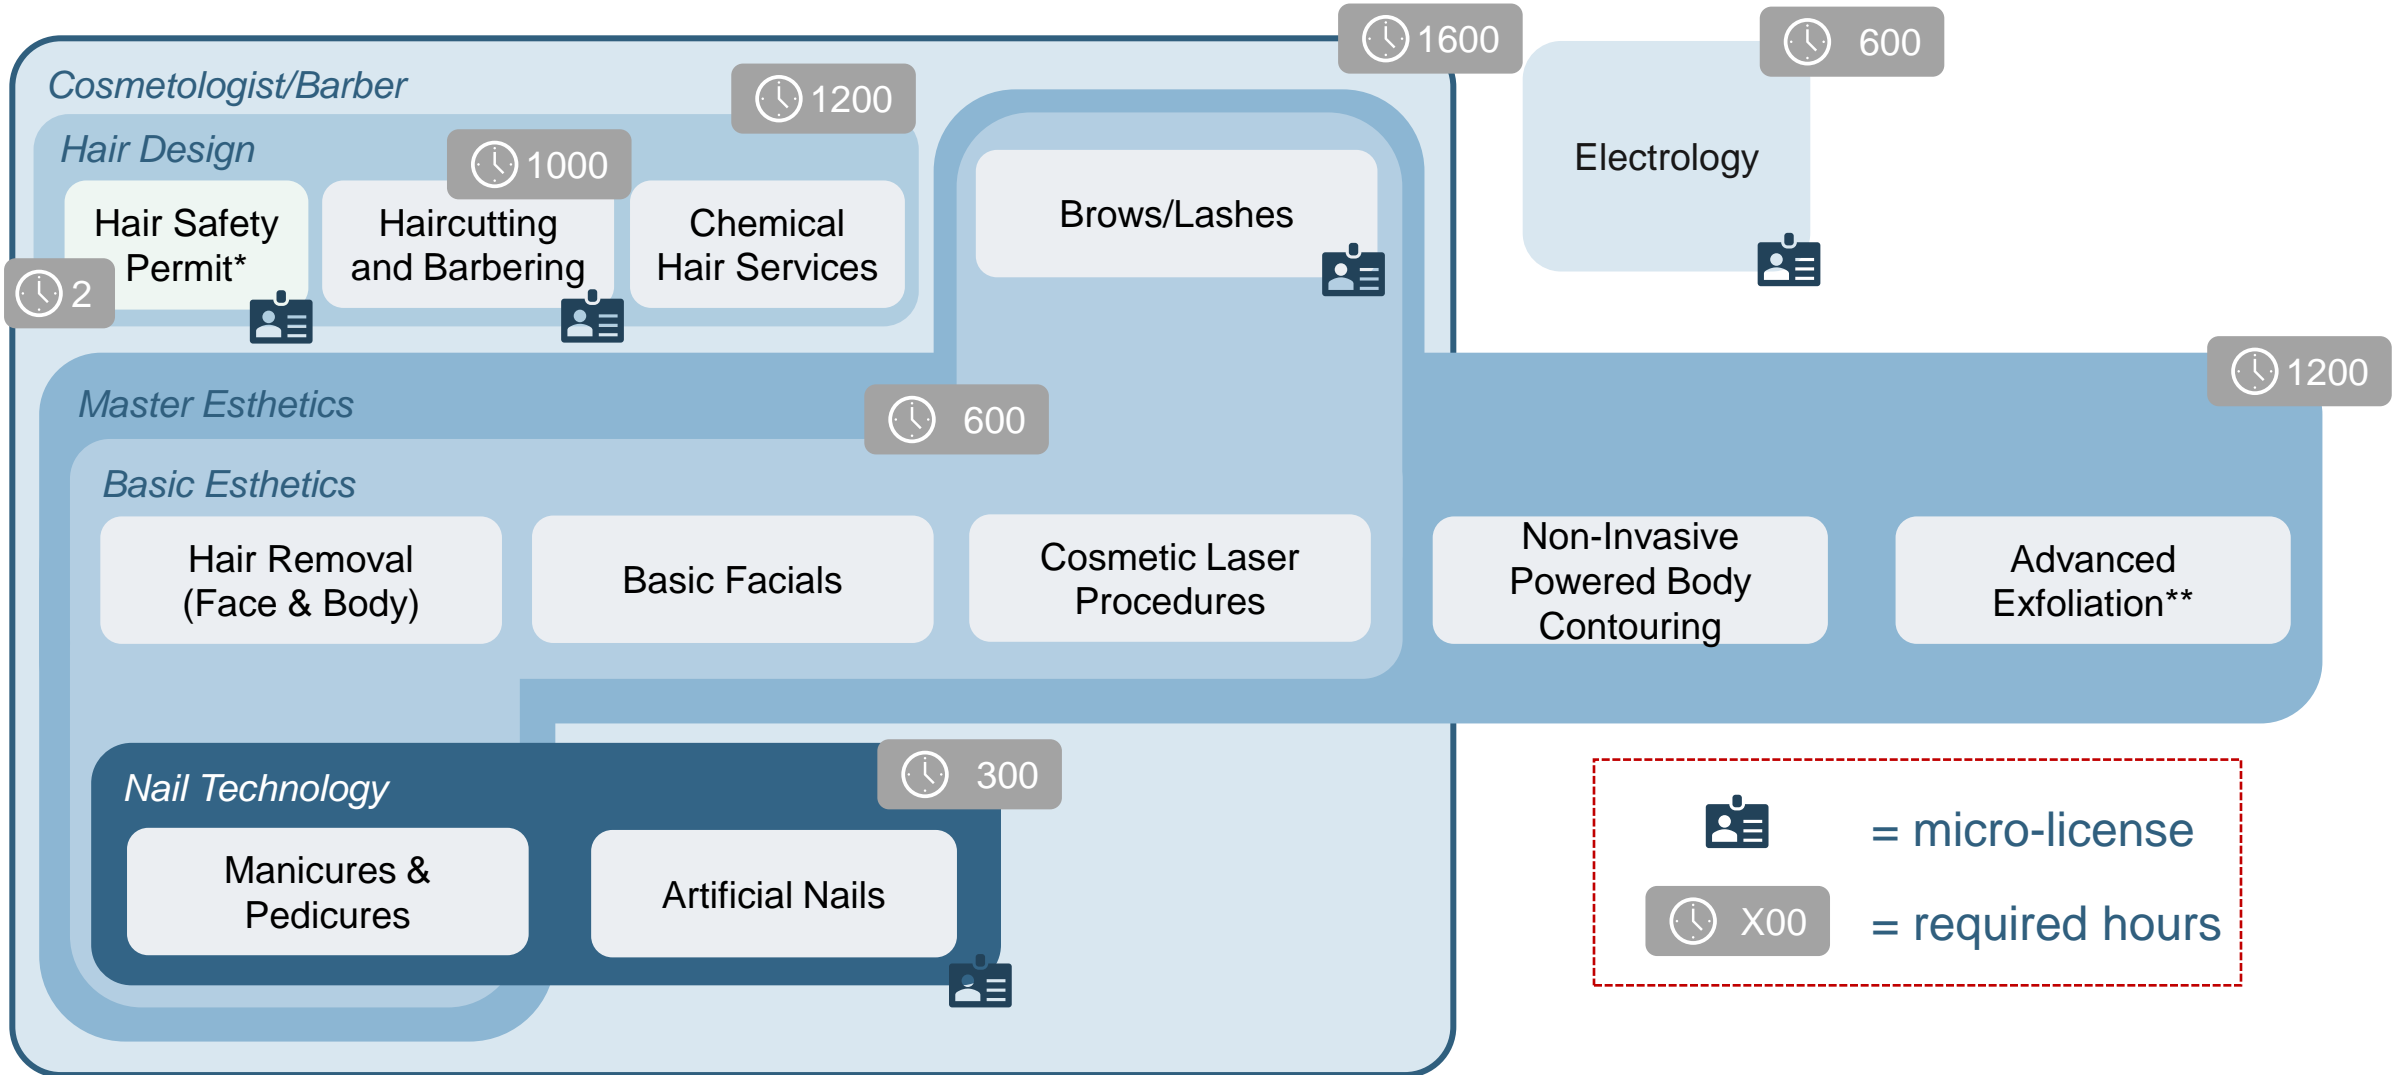 1600
600
Cosmetologist/Barber
1200
Hair Design
1000
Hair Safety
Permit*
2
Haircutting
and Barbering
Chemical
Hair Services
Brows/Lashes
Electrology
1200
Master Esthetics
600
Basic Esthetics
Hair Removal
(Face & Body)
Basic Facials
Cosmetic Laser
Procedures
Non-Invasive
Powered Body
Contouring
Advanced
Exfoliation**
Nail Technology
300
Manicures &
Pedicures
Artificial Nails
= micro-license
X00 = required hours